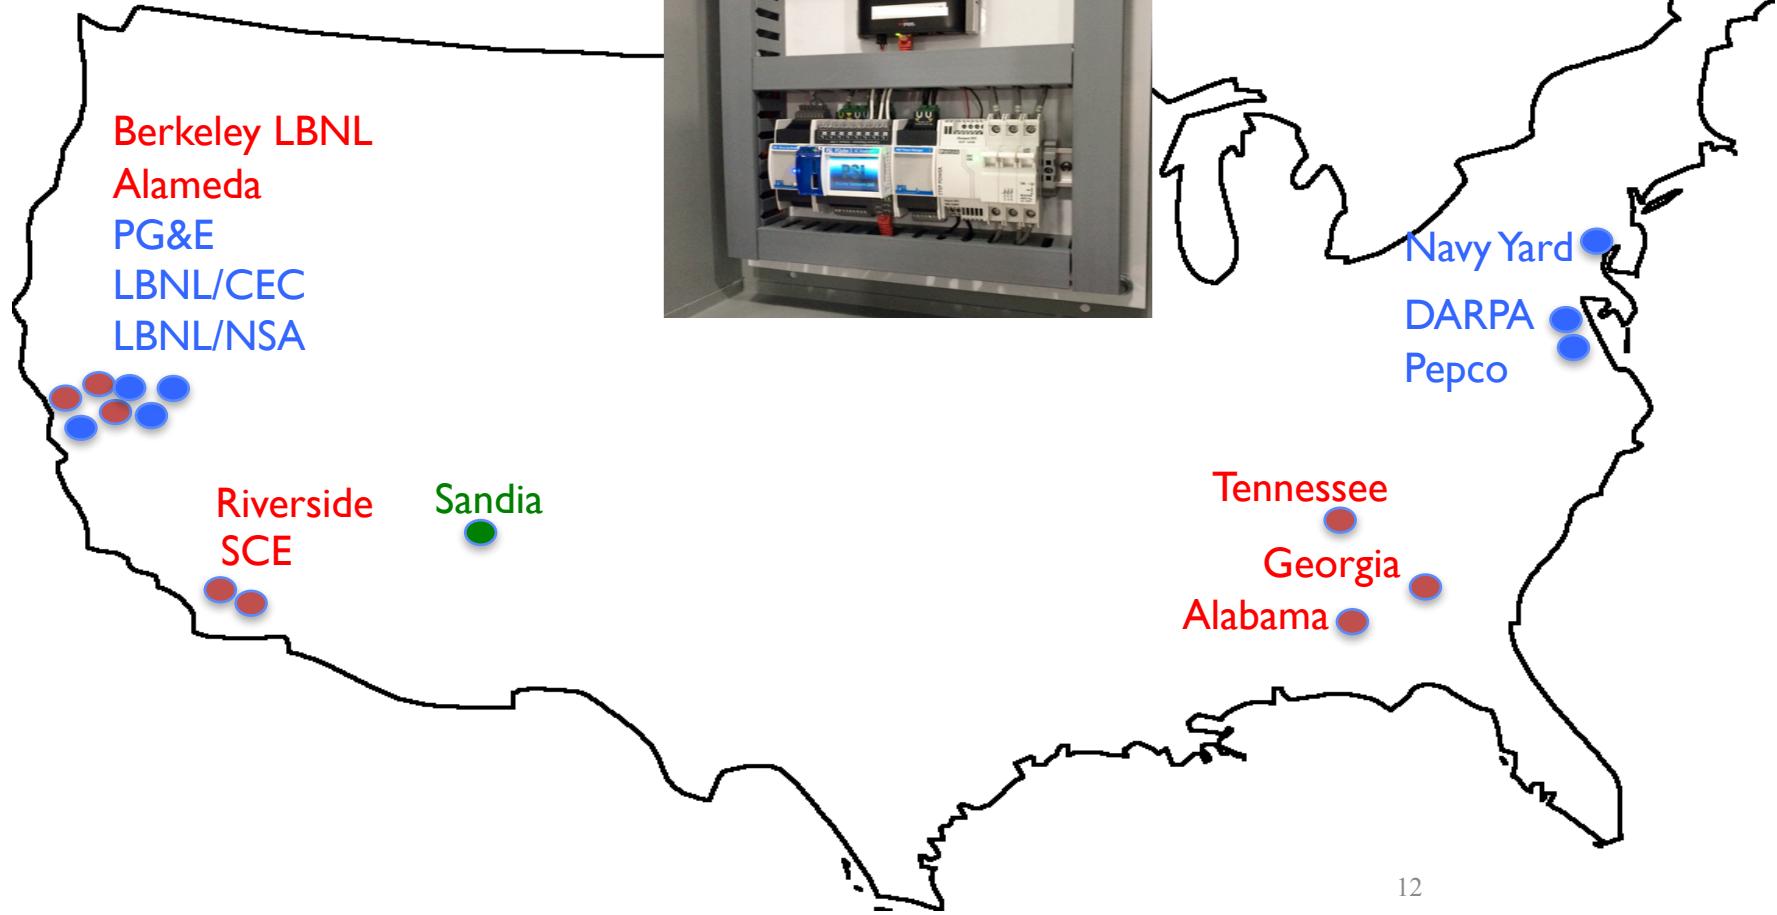 Berkeley LBNL
Alameda
PG&E
LBNL/CEC
LBNL/NSA
PSL
Navy Yard
DARPA
Pepco
Riverside
SCE
Sandia
Tennessee
Georgia
Alabama
12